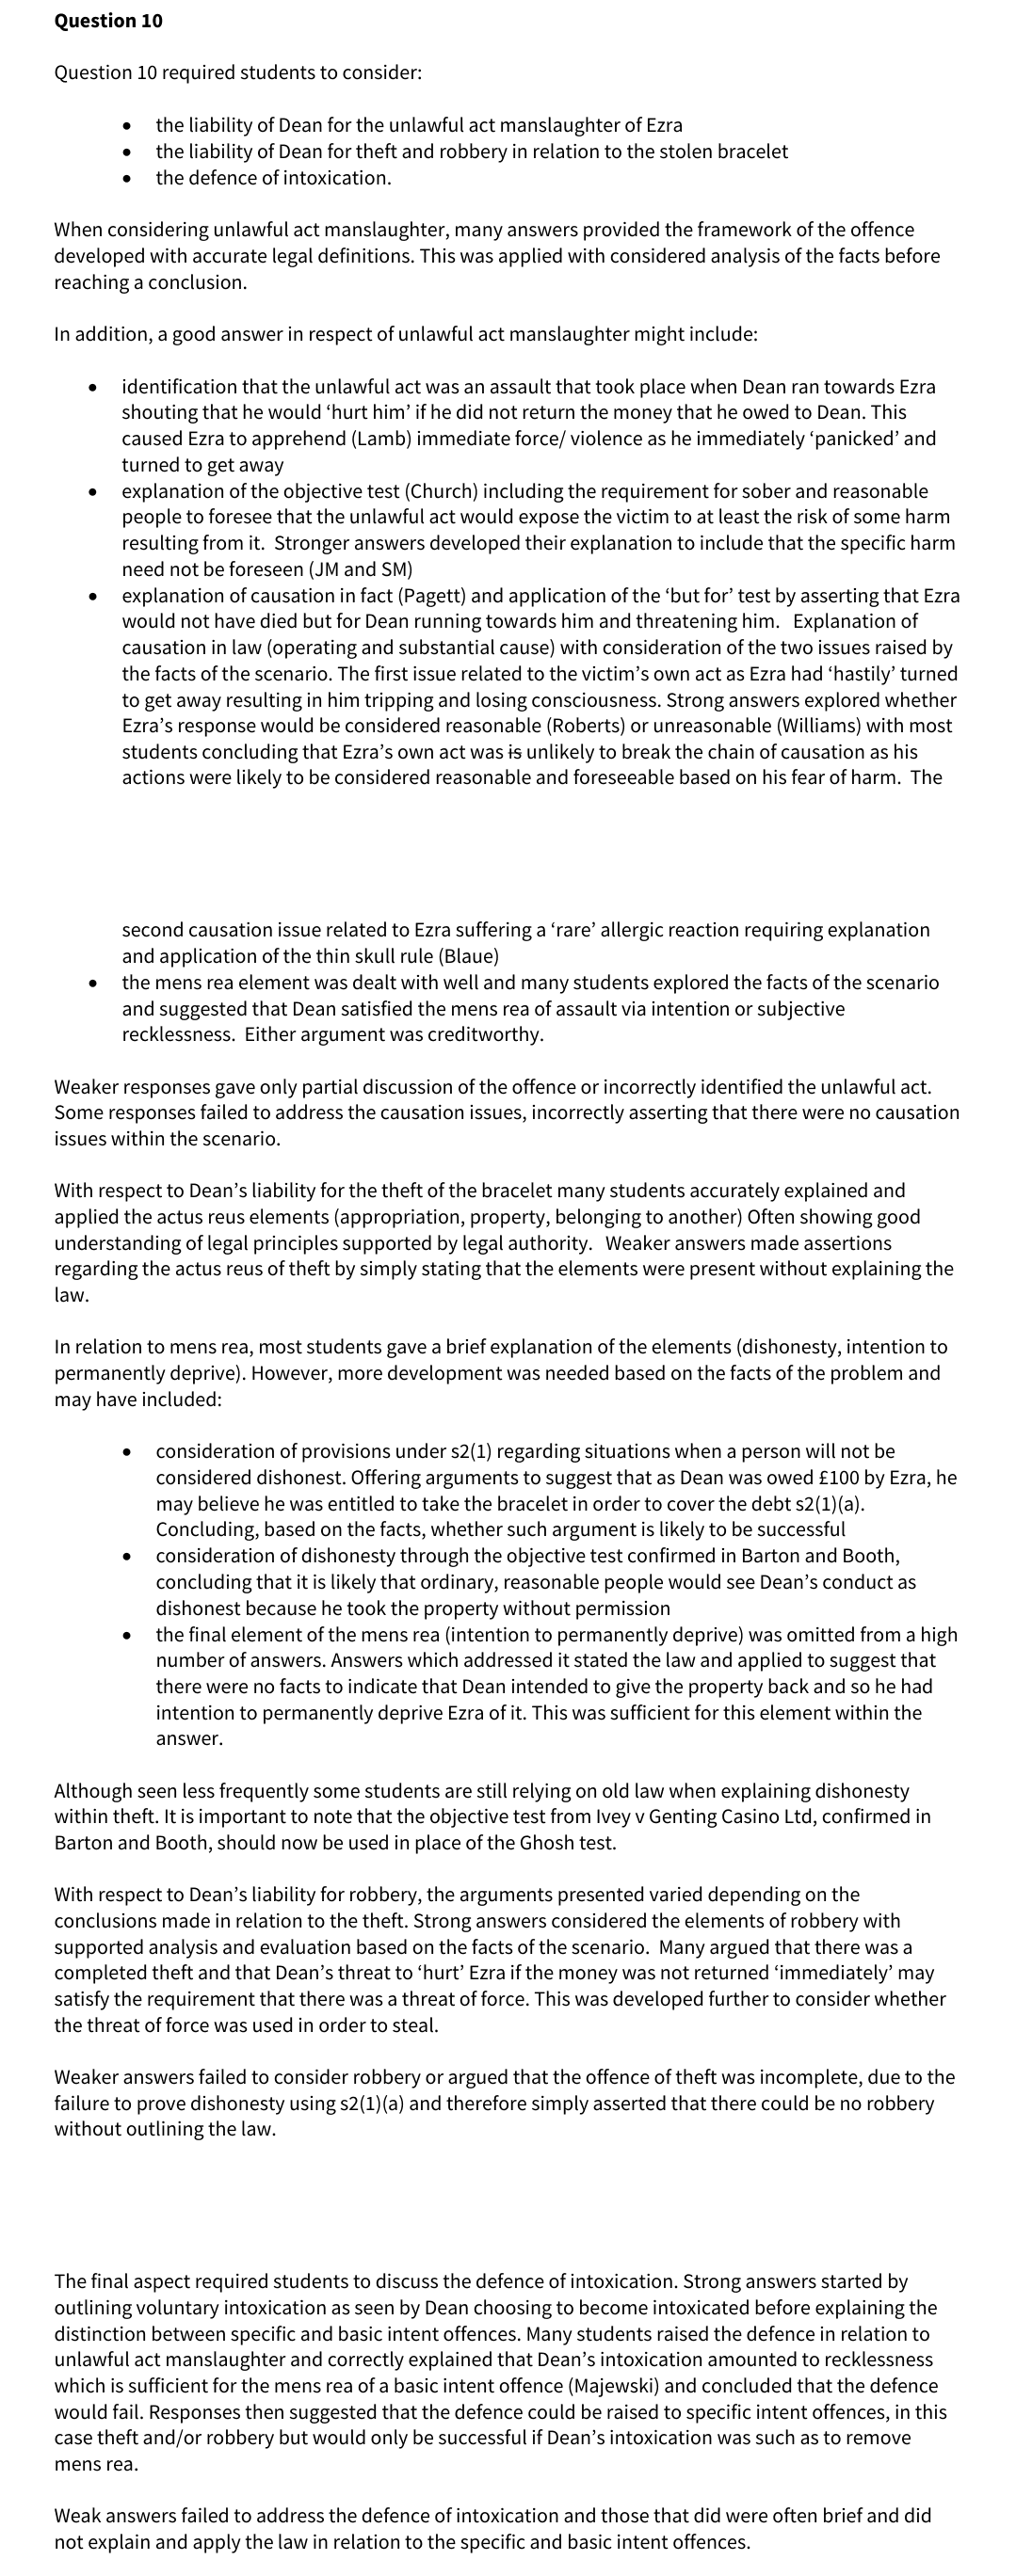 Question 10
Question 10 required students to consider:
• the liability of Dean for the unlawful act manslaughter of Ezra
• the liability of Dean for theft and robbery in relation to the stolen bracelet
• the defence of intoxication.
When considering unlawful act manslaughter, many answers provided the framework of the offence
developed with accurate legal definitions. This was applied with considered analysis of the facts before
reaching a conclusion.
In addition, a good answer in respect of unlawful act manslaughter might include:
• identification that the unlawful act was an assault that took place when Dean ran towards Ezra
shouting that he would ‘hurt him’ if he did not return the money that he owed to Dean. This
caused Ezra to apprehend (Lamb) immediate force/ violence as he immediately ‘panicked’ and
turned to get away
• explanation of the objective test (Church) including the requirement for sober and reasonable
people to foresee that the unlawful act would expose the victim to at least the risk of some harm
resulting from it.  Stronger answers developed their explanation to include that the specific harm
need not be foreseen (JM and SM)
• explanation of causation in fact (Pagett) and application of the ‘but for’ test by asserting that Ezra
would not have died but for Dean running towards him and threatening him.   Explanation of
causation in law (operating and substantial cause) with consideration of the two issues raised by
the facts of the scenario. The first issue related to the victim’s own act as Ezra had ‘hastily’ turned
to get away resulting in him tripping and losing consciousness. Strong answers explored whether
Ezra’s response would be considered reasonable (Roberts) or unreasonable (Williams) with most
students concluding that Ezra’s own act was is unlikely to break the chain of causation as his
actions were likely to be considered reasonable and foreseeable based on his fear of harm.  The
second causation issue related to Ezra suffering a ‘rare’ allergic reaction requiring explanation
and application of the thin skull rule (Blaue)
• the mens rea element was dealt with well and many students explored the facts of the scenario
and suggested that Dean satisfied the mens rea of assault via intention or subjective
recklessness.  Either argument was creditworthy.
Weaker responses gave only partial discussion of the offence or incorrectly identified the unlawful act.
Some responses failed to address the causation issues, incorrectly asserting that there were no causation
issues within the scenario.
With respect to Dean’s liability for the theft of the bracelet many students accurately explained and
applied the actus reus elements (appropriation, property, belonging to another) Often showing good
understanding of legal principles supported by legal authority.   Weaker answers made assertions
regarding the actus reus of theft by simply stating that the elements were present without explaining the
law.
In relation to mens rea, most students gave a brief explanation of the elements (dishonesty, intention to
permanently deprive). However, more development was needed based on the facts of the problem and
may have included:
• consideration of provisions under s2(1) regarding situations when a person will not be
considered dishonest. Offering arguments to suggest that as Dean was owed £100 by Ezra, he
may believe he was entitled to take the bracelet in order to cover the debt s2(1)(a).
Concluding, based on the facts, whether such argument is likely to be successful
• consideration of dishonesty through the objective test confirmed in Barton and Booth,
concluding that it is likely that ordinary, reasonable people would see Dean’s conduct as
dishonest because he took the property without permission
• the final element of the mens rea (intention to permanently deprive) was omitted from a high
number of answers. Answers which addressed it stated the law and applied to suggest that
there were no facts to indicate that Dean intended to give the property back and so he had
intention to permanently deprive Ezra of it. This was sufficient for this element within the
answer.
Although seen less frequently some students are still relying on old law when explaining dishonesty
within theft. It is important to note that the objective test from Ivey v Genting Casino Ltd, confirmed in
Barton and Booth, should now be used in place of the Ghosh test.
With respect to Dean’s liability for robbery, the arguments presented varied depending on the
conclusions made in relation to the theft. Strong answers considered the elements of robbery with
supported analysis and evaluation based on the facts of the scenario.  Many argued that there was a
completed theft and that Dean’s threat to ‘hurt’ Ezra if the money was not returned ‘immediately’ may
satisfy the requirement that there was a threat of force. This was developed further to consider whether
the threat of force was used in order to steal.
Weaker answers failed to consider robbery or argued that the offence of theft was incomplete, due to the
failure to prove dishonesty using s2(1)(a) and therefore simply asserted that there could be no robbery
without outlining the law.
The final aspect required students to discuss the defence of intoxication. Strong answers started by
outlining voluntary intoxication as seen by Dean choosing to become intoxicated before explaining the
distinction between specific and basic intent offences. Many students raised the defence in relation to
unlawful act manslaughter and correctly explained that Dean’s intoxication amounted to recklessness
which is sufficient for the mens rea of a basic intent offence (Majewski) and concluded that the defence
would fail. Responses then suggested that the defence could be raised to specific intent offences, in this
case theft and/or robbery but would only be successful if Dean’s intoxication was such as to remove
mens rea.
Weak answers failed to address the defence of intoxication and those that did were often brief and did
not explain and apply the law in relation to the specific and basic intent offences.